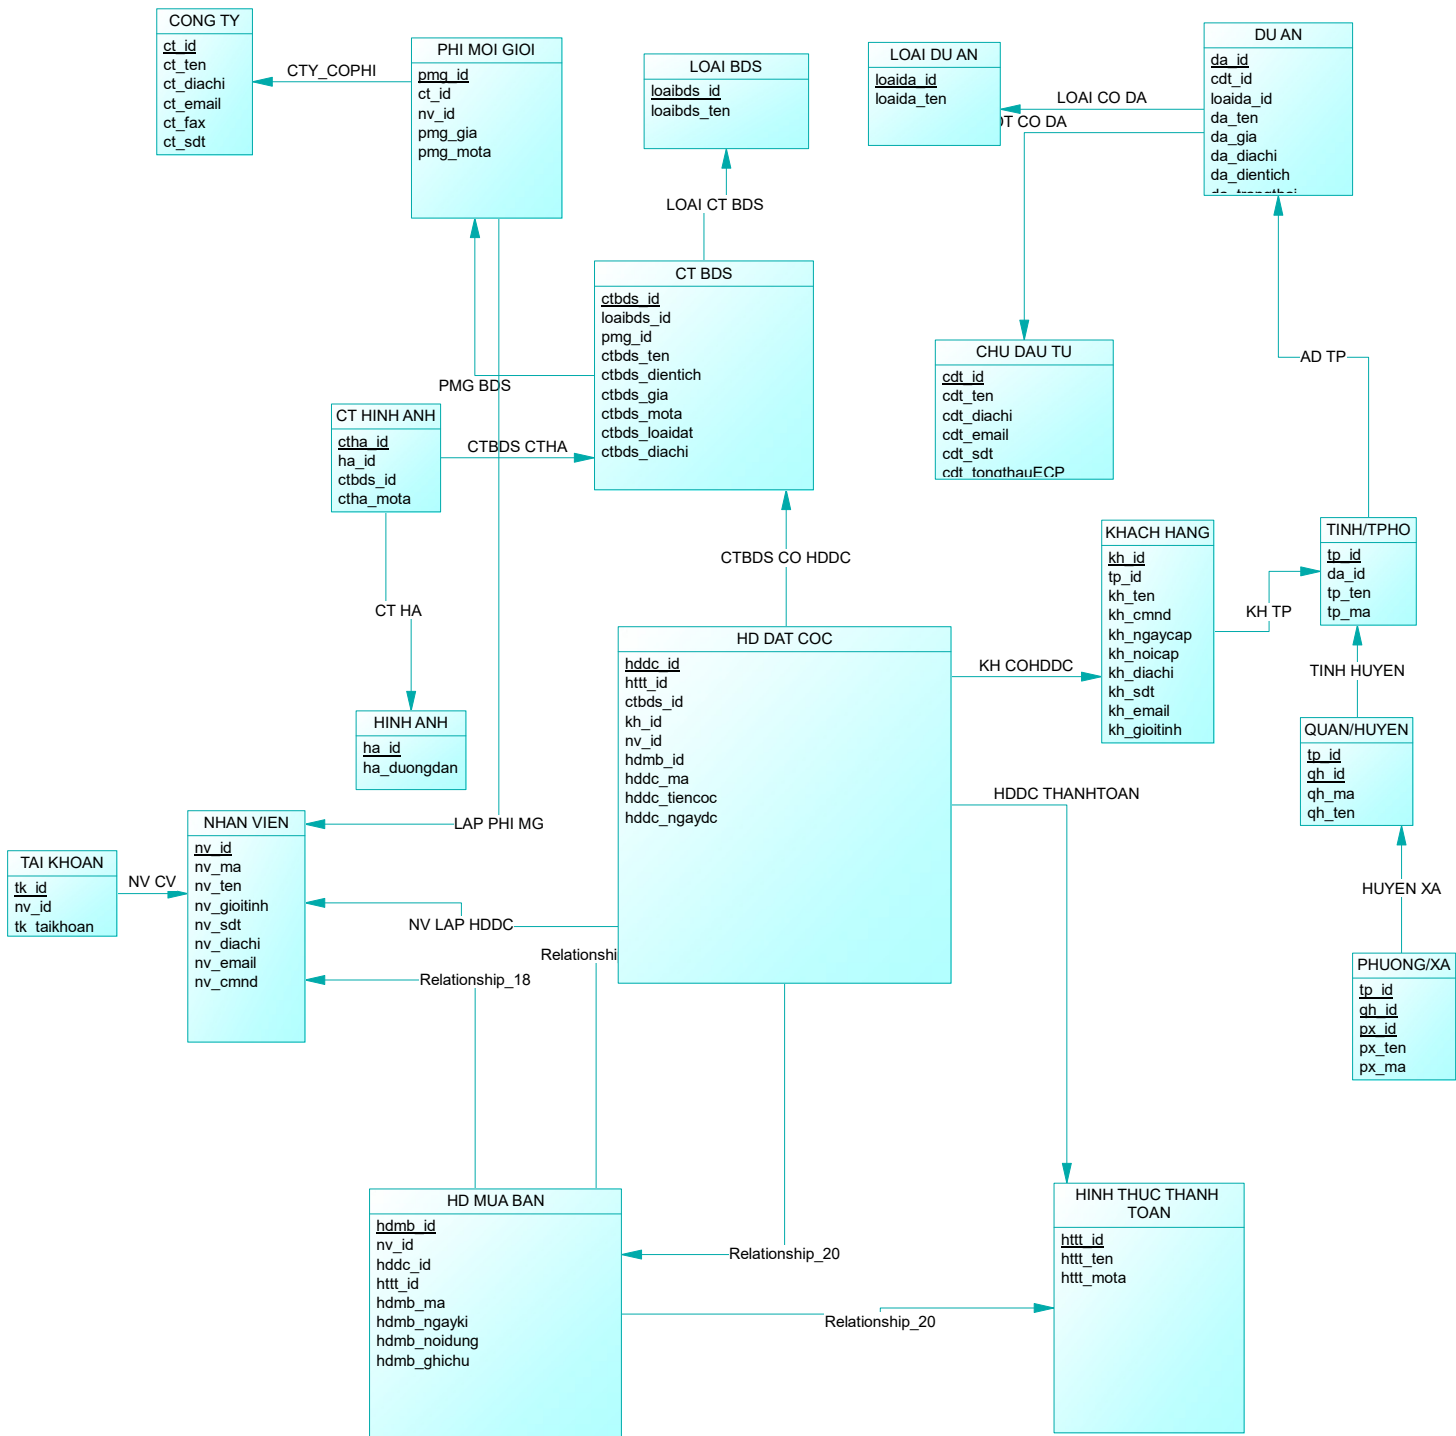 CONG TY
ct_id
ct_ten
ct_diachi
ct_email
ct_fax
ct_sdt
CTY_COPHI
PHI MOI GIOI
pmg_id
ct_id
nv_id
pmg_gia
pmg_mota
LOAI BDS
loaibds_id
loaibds_ten
LOAI DU AN
loaida_id
loaida_ten
LOAI CO DA
T CO DA
DU AN
da_id
cdt_id
loaida_id
da_ten
da_gia
da_diachi
da_dientich
LOAI CT BDS
CT BDS
ctbds_id
loaibds_id
pmg_id
ctbds_ten
ctbds_dientich
ctbds_gia
ctbds_mota
ctbds_loaidat
ctbds_diachi
PMG BDS
CHU DAU TU
cdt_id
cdt_ten
cdt_diachi
cdt_email
cdt_sdt
cdt_tongthauECP
AD TP
CT HINH ANH
ctha_id
ha_id
ctbds_id
ctha_mota
CTBDS CTHA
CT HA
CTBDS CO HDDC
KHACH HANG
kh_id
tp_id
kh_ten
kh_cmnd
kh_ngaycap
kh_noicap
kh_diachi
kh_sdt
kh_email
kh_gioitinh
KH TP
TINH/TPHO
tp_id
da_id
tp_ten
tp_ma
TINH HUYEN
HD DAT COC
hddc_id
httt_id
ctbds_id
kh_id
nv_id
hdmb_id
hddc_ma
hddc_tiencoc
hddc_ngaydc
KH COHDDC
HINH ANH
ha_id
ha_duongdan
QUAN/HUYEN
tp_id
qh_id
qh_ma
qh_ten
HDDC THANHTOAN
LAP PHI MG
NHAN VIEN
nv_id
nv_ma
nv_ten
nv_gioitinh
nv_sdt
nv_diachi
nv_email
nv_cmnd
TAI KHOAN
tk_id
nv_id
tk_taikhoan
NV CV
NV LAP HDDC
Relationshi
Relationship_18
HUYEN XA
PHUONG/XA
tp_id
qh_id
px_id
px_ten
px_ma
HD MUA BAN
hdmb_id
nv_id
hddc_id
httt_id
hdmb_ma
hdmb_ngayki
hdmb_noidung
hdmb_ghichu
Relationship_20
Relationship_20
HINH THUC THANH
TOAN
httt_id
httt_ten
httt_mota